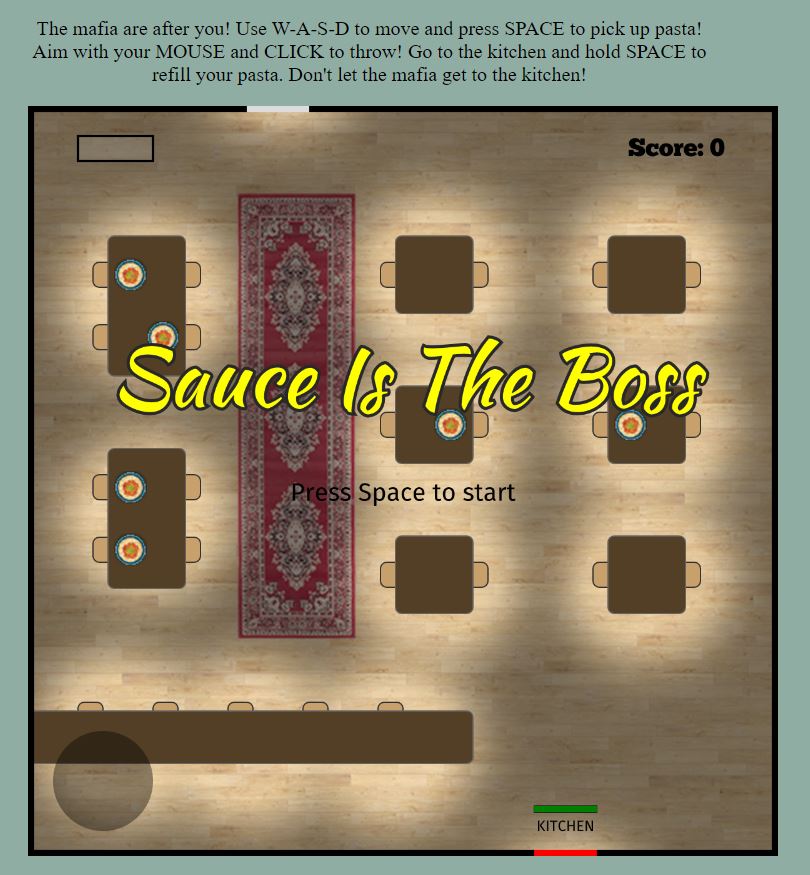 The mafia are after you! Use W-A-S-D to move and press SPACE to pick up pasta!
Aim with your MOUSE and CLICK to throw! Go to the kitchen and hold SPACE to
refill your pasta. Don't let the mafia get to the kitchen!
Score: 0
Sauce Is The Boss
Press Space to start
KITCHEN